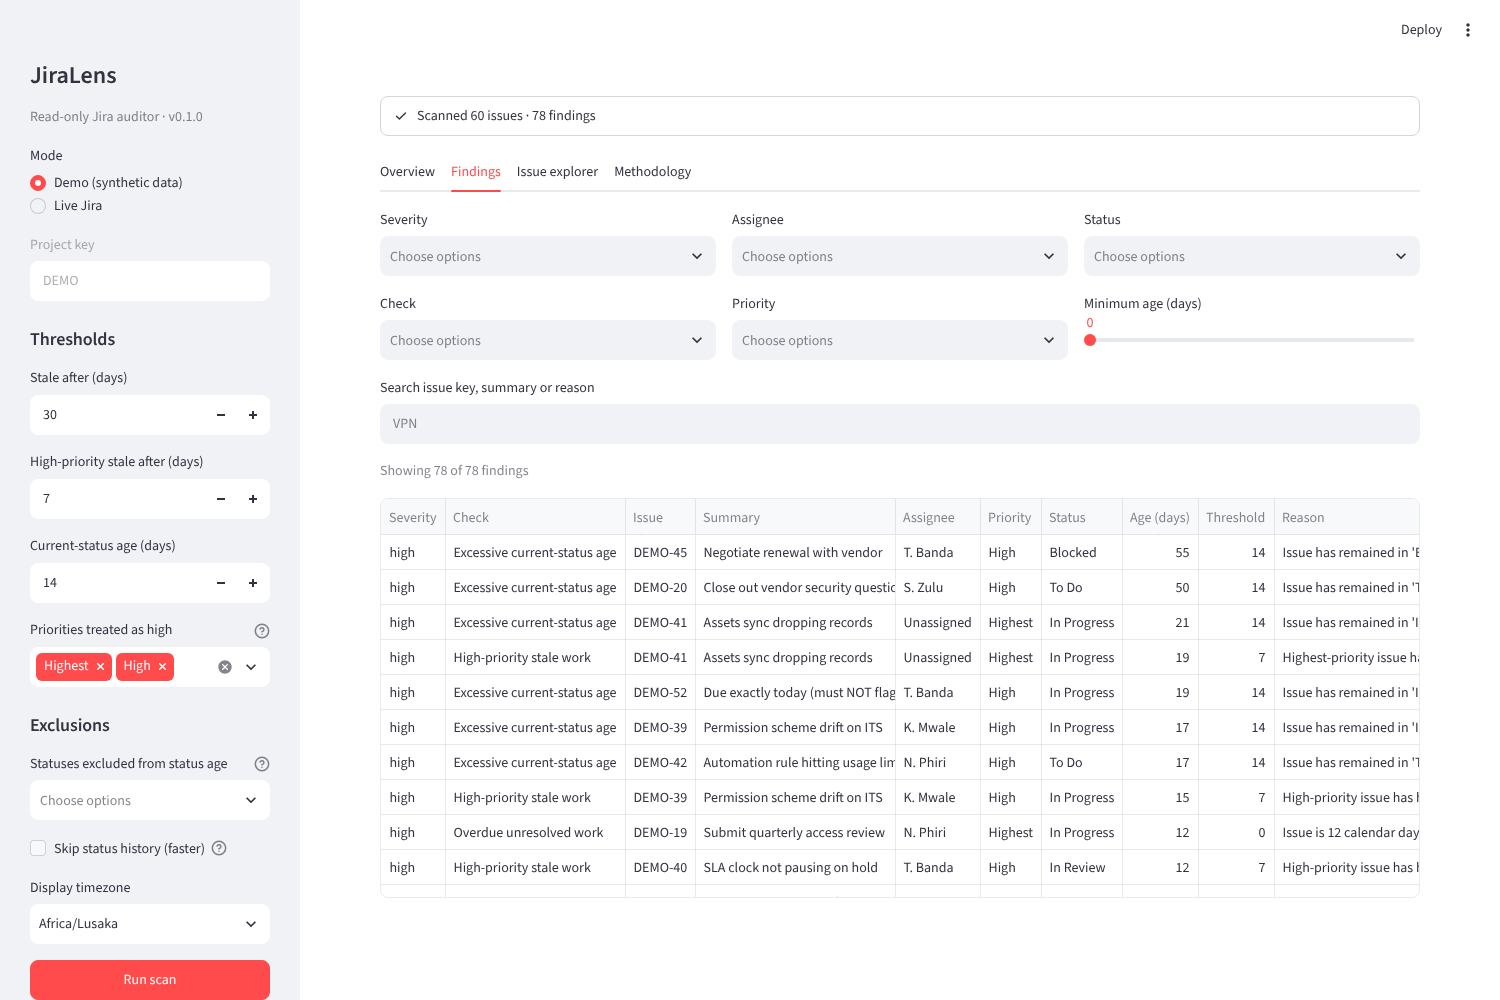 Deploy
JiraLens
Read-only Jira auditor · v0.1.0
Mode
Demo (synthetic data)
Live Jira
Project key
DEMO
Thresholds
Stale after (days)
30
High-priority stale after (days)
7
Current-status age (days)
14
Priorities treated as high
Highest High
Exclusions
Statuses excluded from status age
Choose options
Skip status history (faster)
Display timezone
Africa/Lusaka
Run scan
Scanned 60 issues · 78 findings
Overview Findings Issue explorer Methodology
Severity Assignee Status
Choose options Choose options Choose options
Check Priority Minimum age (days)
0
Choose options Choose options
Search issue key, summary or reason
VPN
Showing 78 of 78 findings
Severity Check Issue Summary Assignee Priority Status Age (days) Threshold Reason
high Excessive current-status age DEMO-45 Negotiate renewal with vendor T. Banda High Blocked 55 14 Issue has remained in
high Excessive current-status age DEMO-20 Close out vendor security S. Zulu High To Do 50 14 Issue has remained in
high Excessive current-status age DEMO-41 Assets sync dropping records Unassigned Highest In Progress 21 14 Issue has remained in
high High-priority stale work DEMO-41 Assets sync dropping records Unassigned Highest In Progress 19 7 Highest-priority issue
high Excessive current-status age DEMO-52 Due exactly today (must NOT flag T. Banda High In Progress 19 14 Issue has remained in
high Excessive current-status age DEMO-39 Permission scheme drift on ITS K. Mwale High In Progress 17 14 Issue has remained in
high Excessive current-status age DEMO-42 Automation rule hitting usage N. Phiri High To Do 17 14 Issue has remained in
high High-priority stale work DEMO-39 Permission scheme drift on ITS K. Mwale High In Progress 15 7 High-priority issue has
high Overdue unresolved work DEMO-19 Submit quarterly access review N. Phiri Highest In Progress 12 0 Issue is 12 calendar day
high High-priority stale work DEMO-40 SLA clock not pausing on hold T. Banda High In Review 12 7 High-priority issue has